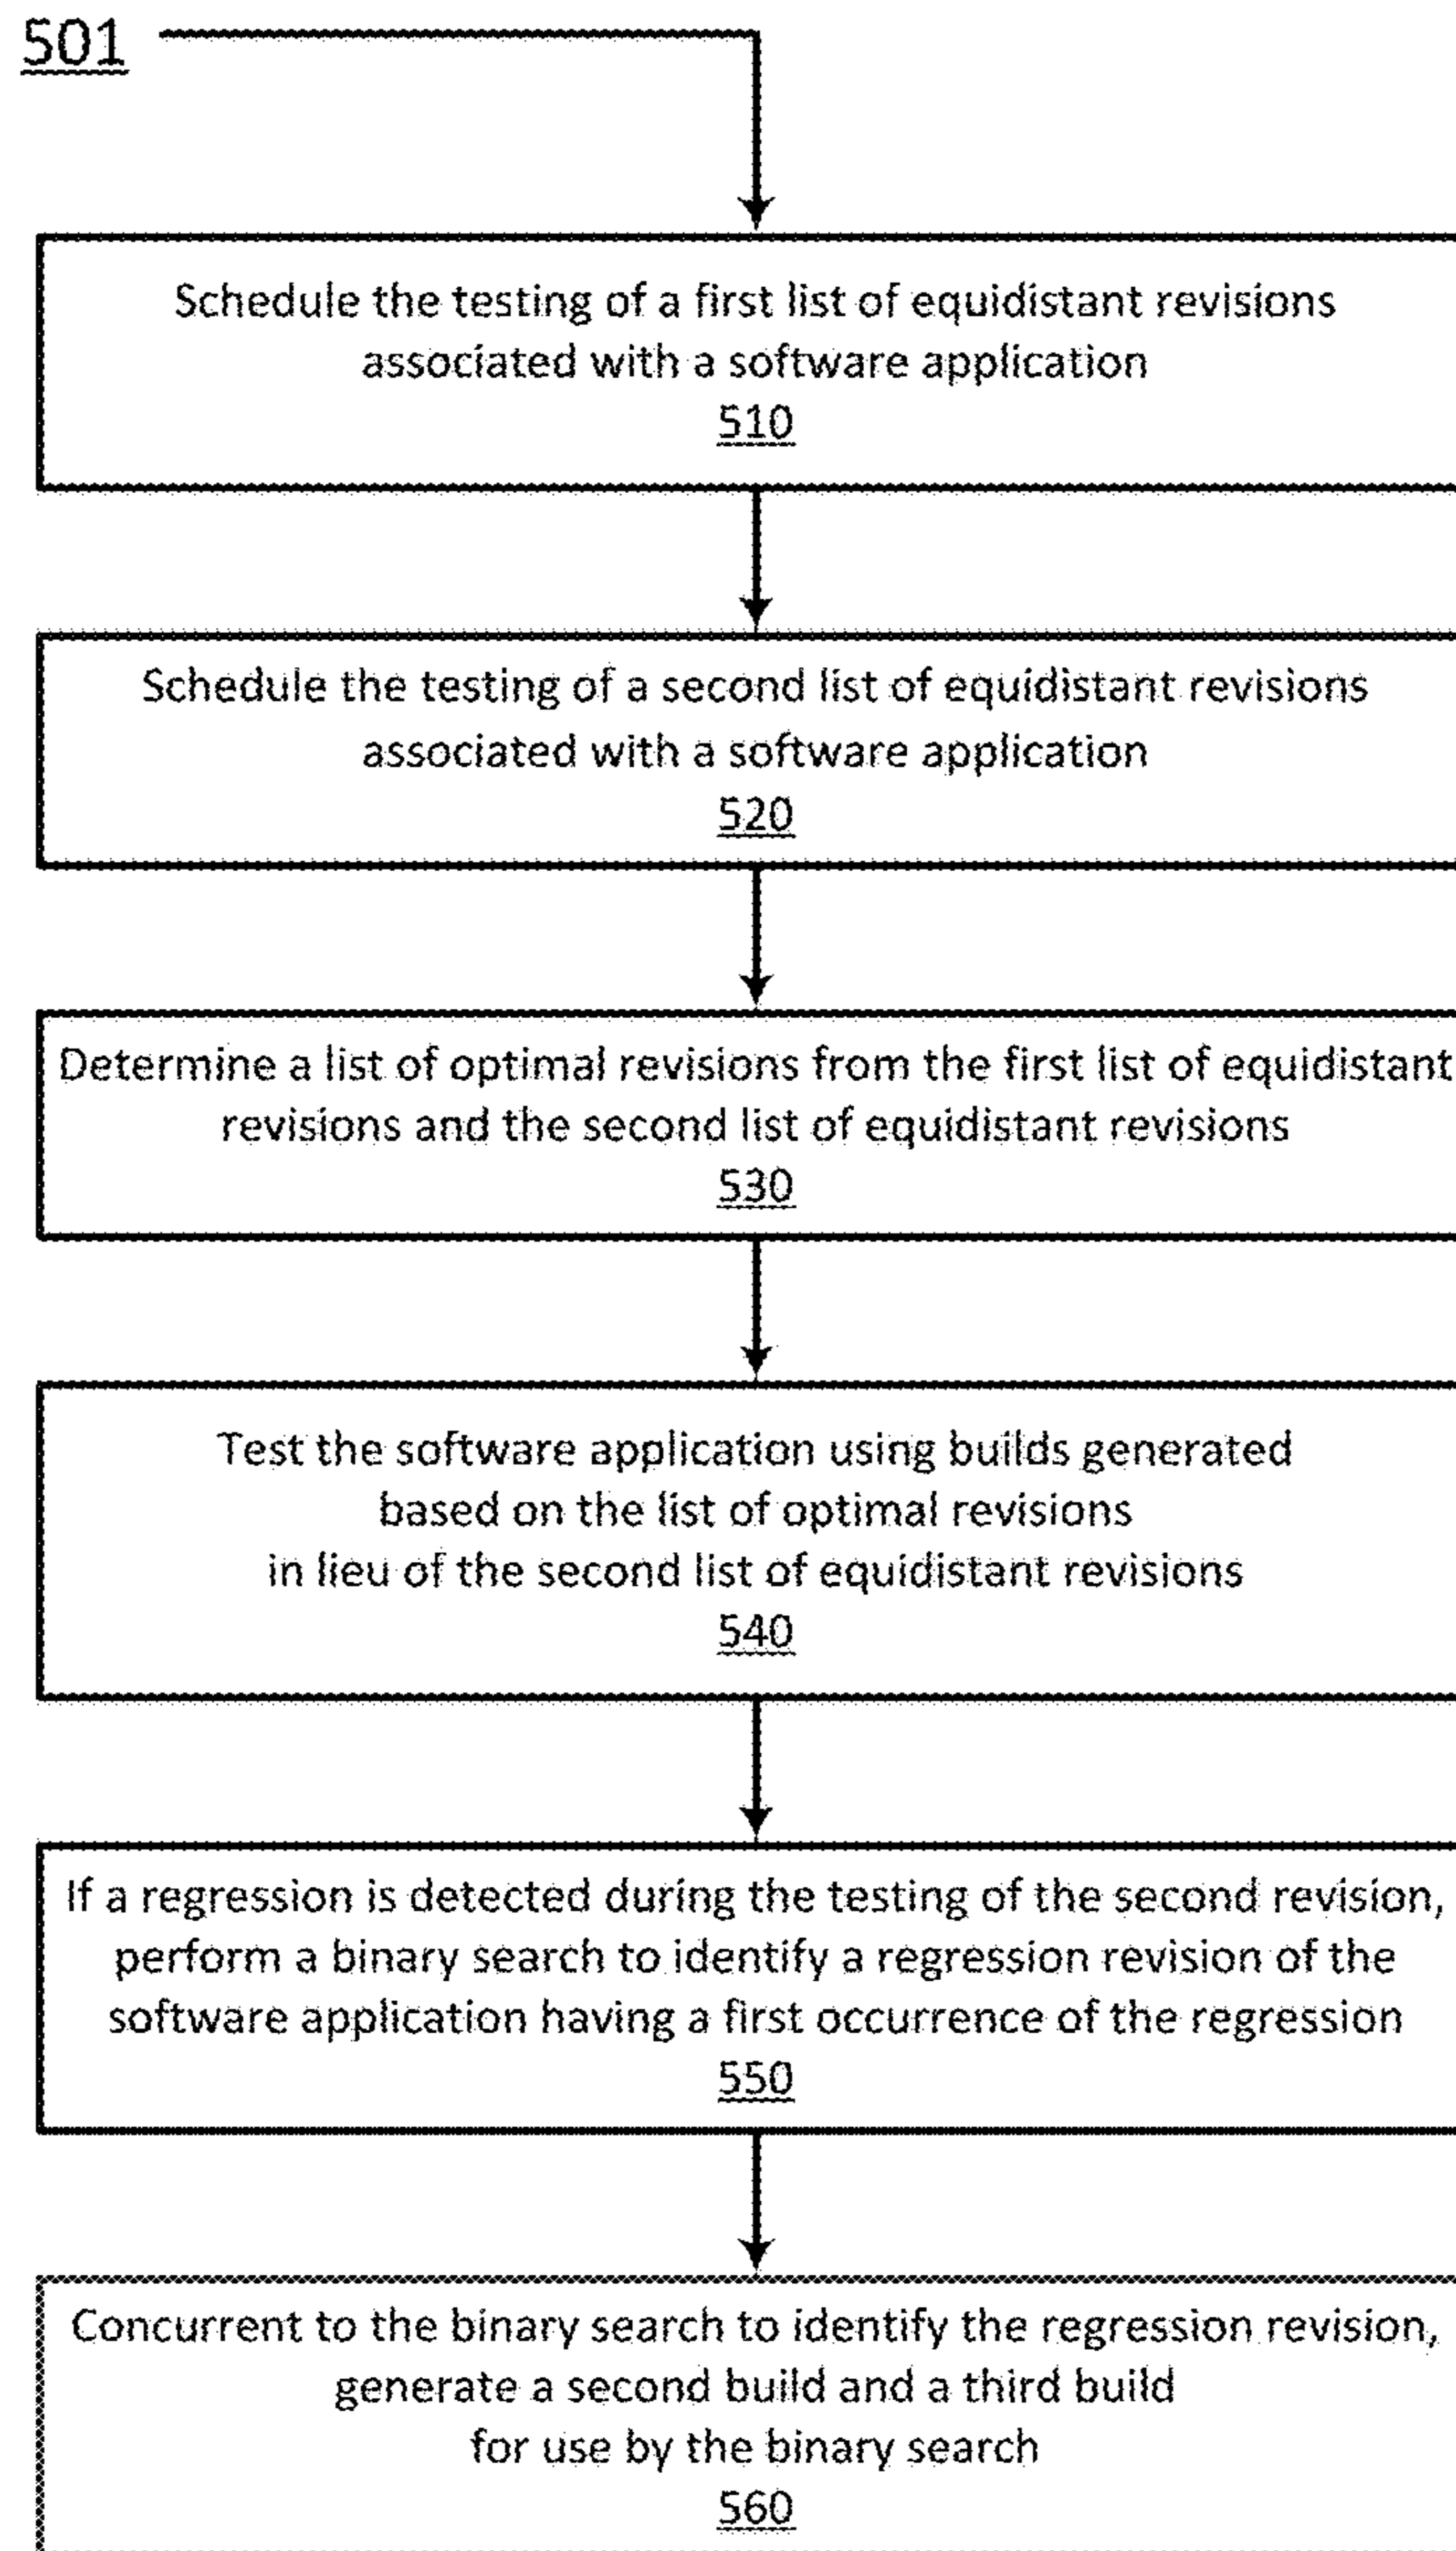 501
Schedule the testing of a first list of equidistant revisions
associated with a software application
510
Schedule the testing of a second list of equidistant revisions
associated with a software application
520
Determine a list of optimal revisions from the first list of equidistant
revisions and the second list of equidistant revisions
530
Test the software application using builds generated
based on the list of optimal revisions
in lieu of the second list of equidistant revisions
540
If a regression is detected during the testing of the second revision,
perform a binary search to identify a regression revision of the
software application having a first occurrence of the regression
550
Concurrent to the binary search to identify the regression revision,
generate a second build and a third build
for use by the binary search
560